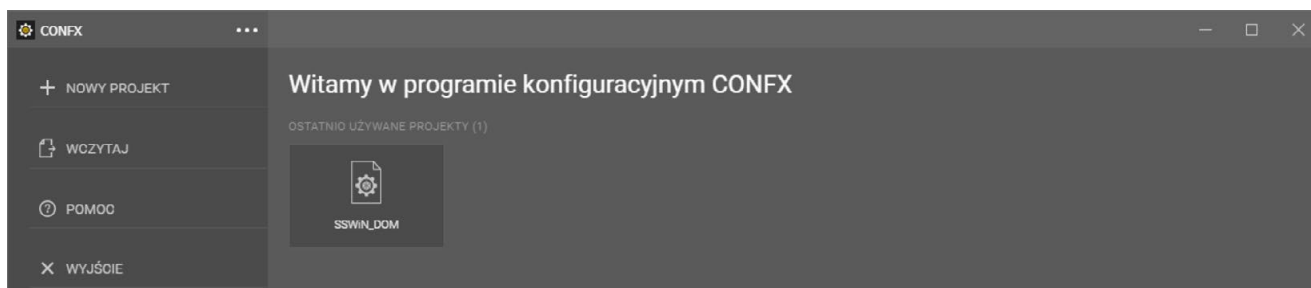 CONFX
NOWY PROJEKT
WCZYTAJ
POMOC
WYJŚCIE
Witamy w programie konfiguracyjnym CONFX
OSTATNIO UŻYWANE PROJEKTY (1)
SSWiN_DOM